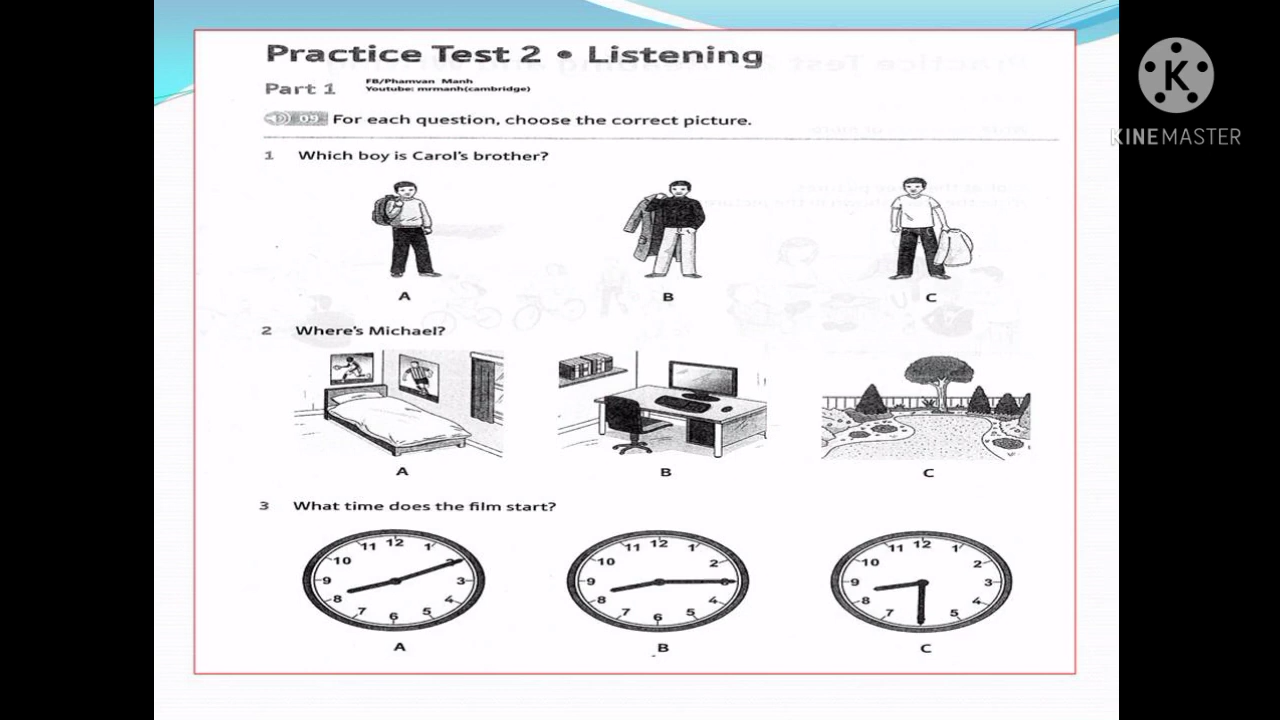 Practice Test 2 • Listening
Part 1
FB/Phamvan Manh
Youtube: mrmanh(cambridge)
09 For each question, choose the correct picture.
1 Which boy is Carol's brother?
A B C
2 Where's Michael?
A B C
3 What time does the film start?
12 1 2 3 4 5 6 7 8 9 10 11
12 1 2 3 4 5 6 7 8 9 10 11
12 1 2 3 4 5 6 7 8 9 10 11
A B C
K
KINEMASTER